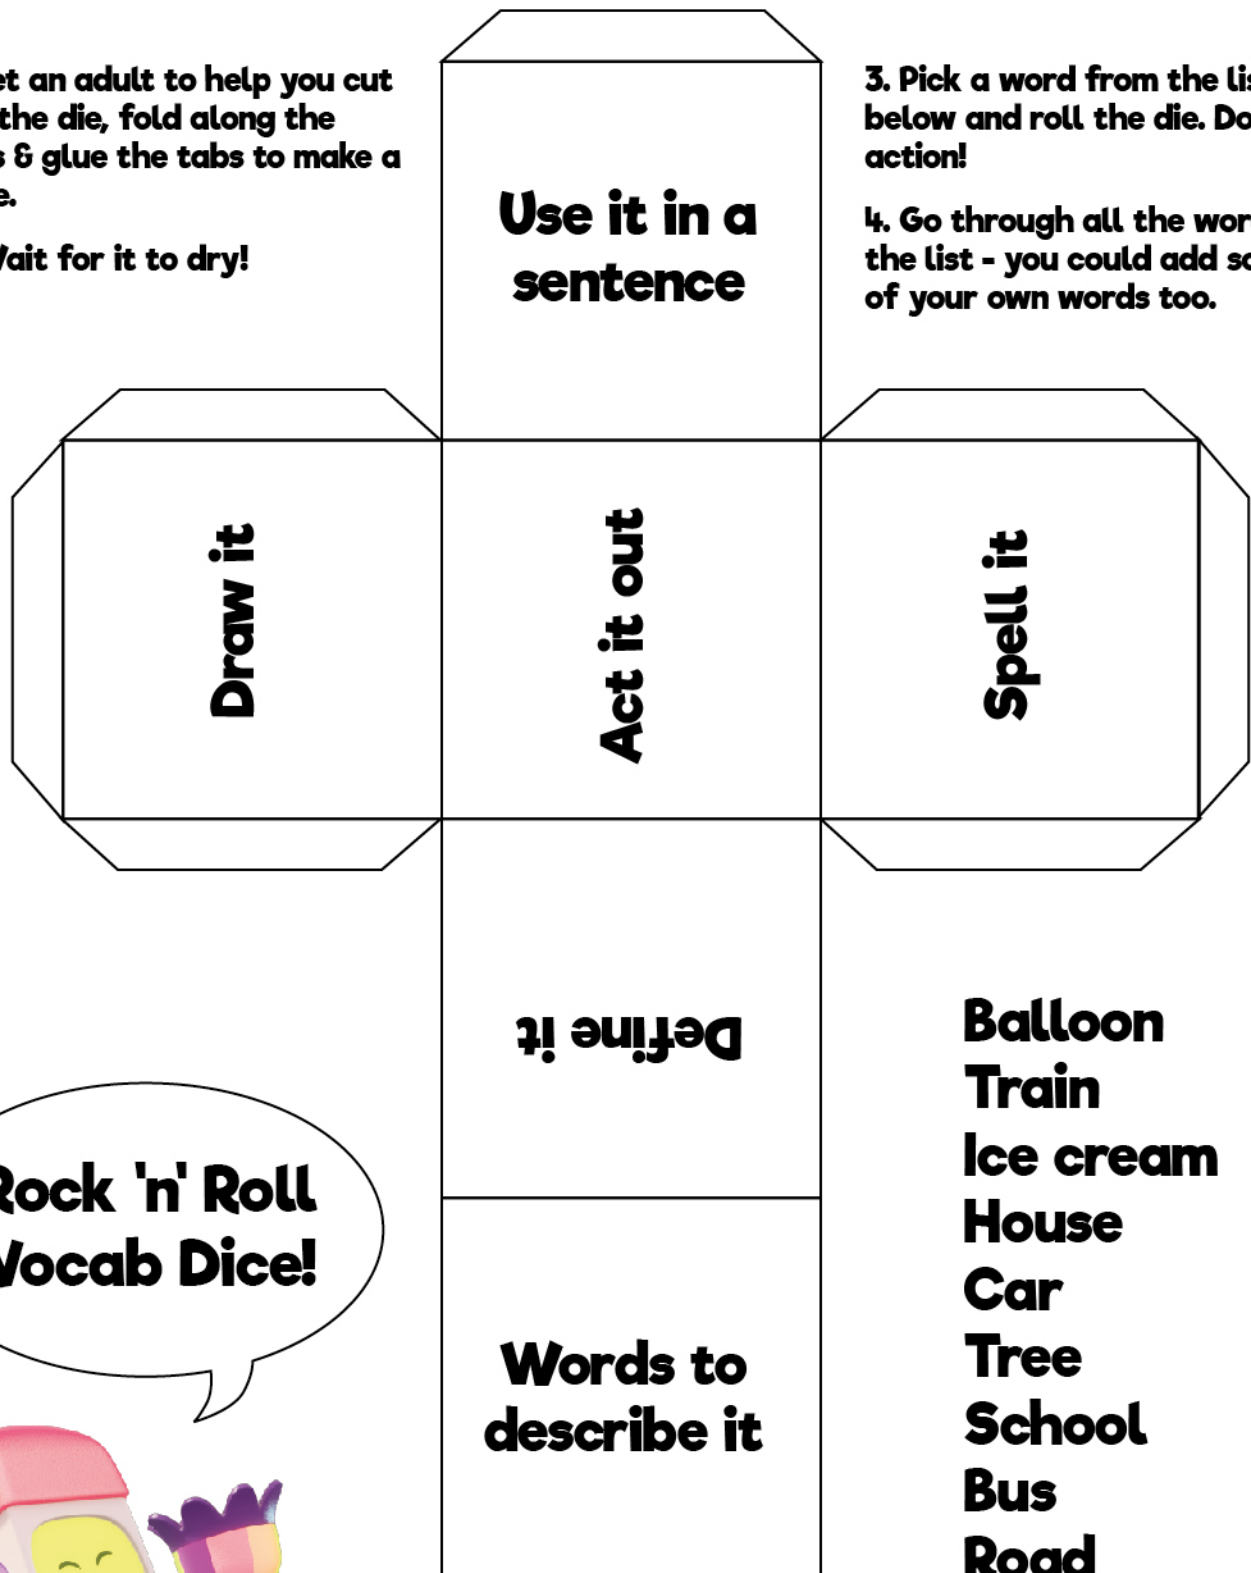 et an adult to help you cut
the die, fold along the
s & glue the tabs to make a
e.
Vait for it to dry!
3. Pick a word from the lis
below and roll the die. Do
action!
4. Go through all the wor
the list - you could add so
of your own words too.
Use it in a
sentence
Draw it
Act it out
Spell it
Define it
Words to
describe it
Rock 'n' Roll
Vocab Dice!
Balloon
Train
Ice cream
House
Car
Tree
School
Bus
Road